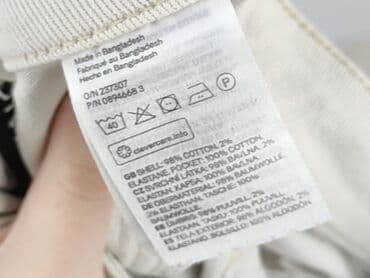 Made in Bangladesh
Fabriqué au Bangladesh
Hecho en Bangladesh
O/N 237307
P/N 0894668 3
40
P
clevercare.info
GB SHELL: 98% COTTON, 2%
ELASTANE, POCKET: 100% COTTON.
CZ SVRCHNÍ LÁTKA: 98% BAVLNA, 2%
ELASTAN, KAPSA: 100% BAVLNA.
DE OBERMATERIAL: 98% BAUMWOLLE,
2% ELASTHAN, TASCHE: 100%
BAUMWOLLE.
98% PUUVILL, 2%
ELASTAAN, TASKU: 100% PUUVILL.
ES TELA EXTERIOR: 98% ALGODÓN, 2%
ELASTANO, BOLSILLO: 100% ALGODÓN